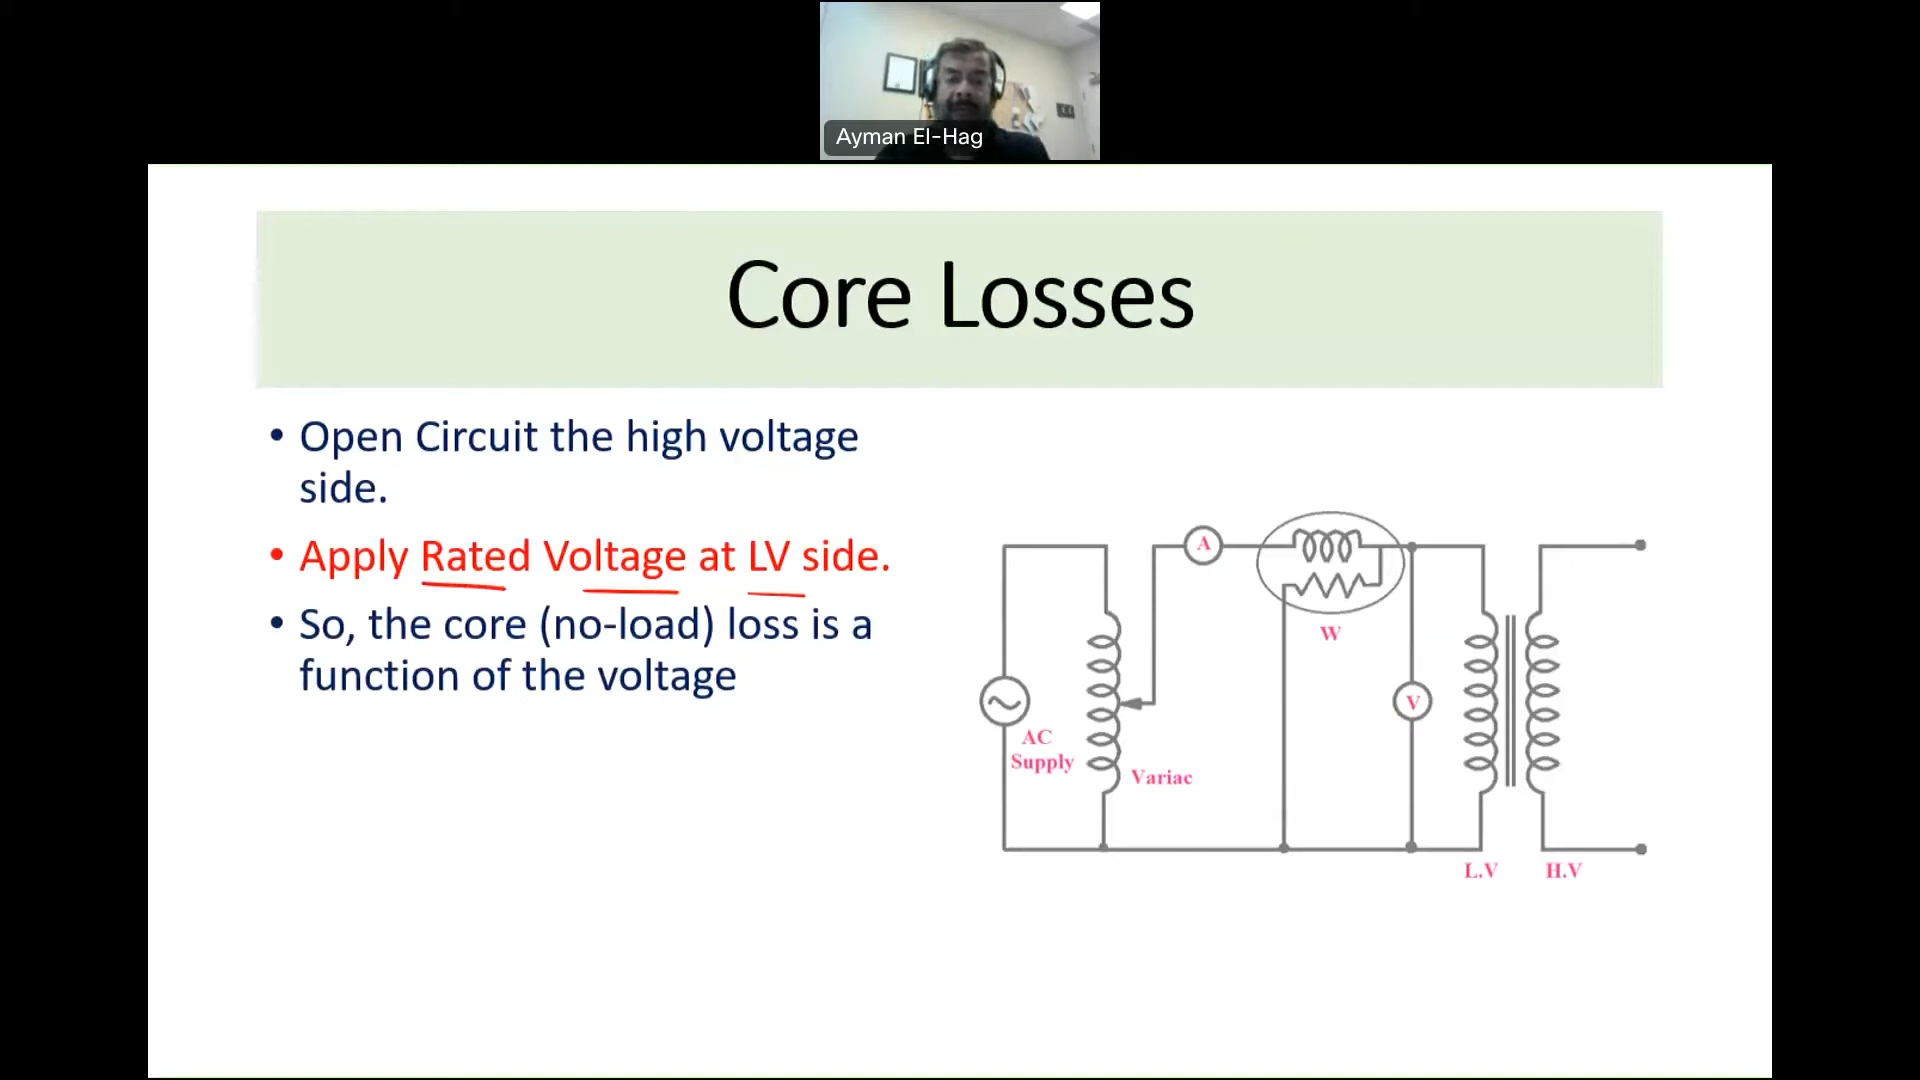 Ayman El-Hag
Core Losses
• Open Circuit the high voltage
side.
• Apply Rated Voltage at LV side.
• So, the core (no-load) loss is a
function of the voltage
A
W
V
AC
Supply
Variac
L.V
H.V